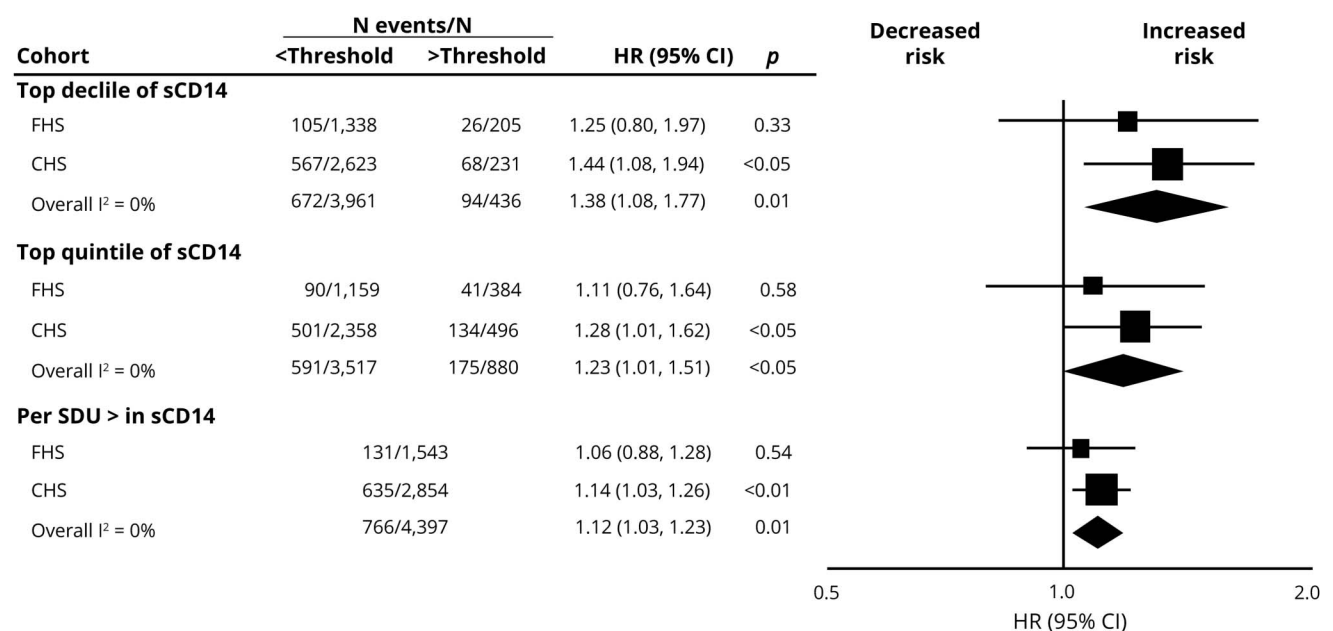 N events/N
Cohort <Threshold >Threshold HR (95% CI) p
Decreased risk Increased risk
Top declile of sCD14
FHS 105/1,338 26/205 1.25 (0.80, 1.97) 0.33
CHS 567/2,623 68/231 1.44 (1.08, 1.94) <0.05
Overall I² = 0% 672/3,961 94/436 1.38 (1.08, 1.77) 0.01
Top quintile of sCD14
FHS 90/1,159 41/384 1.11 (0.76, 1.64) 0.58
CHS 501/2,358 134/496 1.28 (1.01, 1.62) <0.05
Overall I² = 0% 591/3,517 175/880 1.23 (1.01, 1.51) <0.05
Per SDU > in sCD14
FHS 131/1,543 1.06 (0.88, 1.28) 0.54
CHS 635/2,854 1.14 (1.03, 1.26) <0.01
Overall I² = 0% 766/4,397 1.12 (1.03, 1.23) 0.01
0.5 1.0 2.0
HR (95% CI)